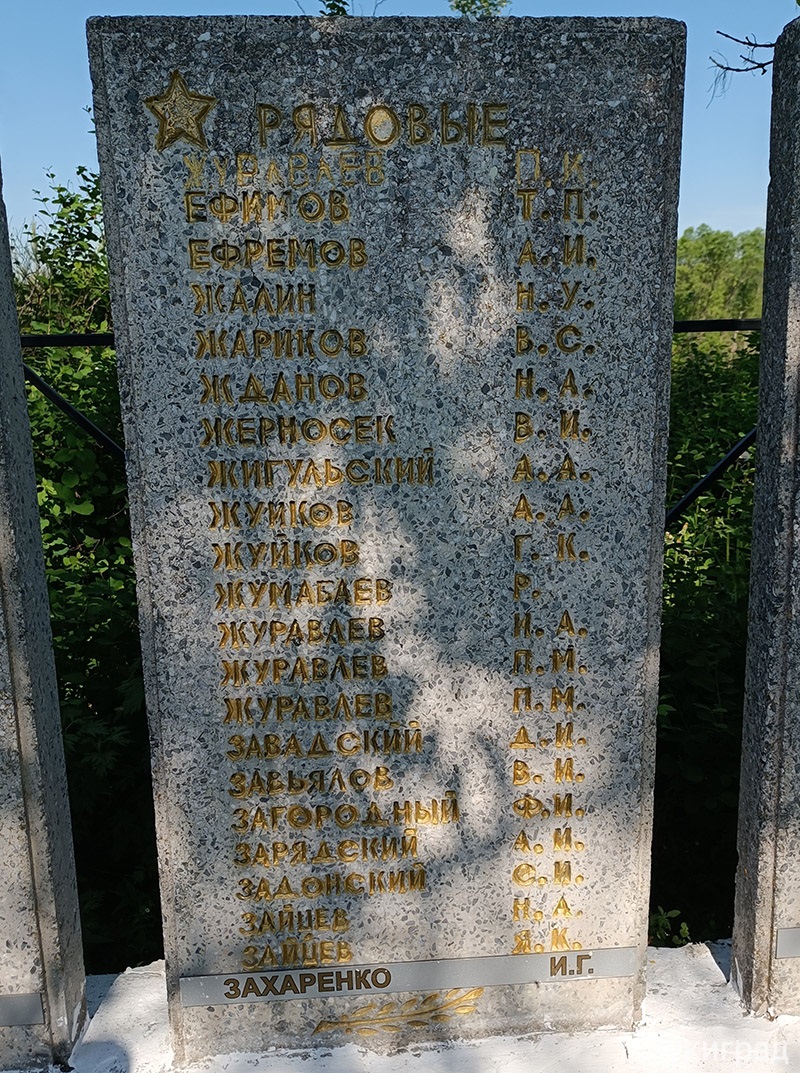 РЯДОВЫЕ
ЖУРАВЛЕВ П. К.
ЕФИМОВ Т. П.
ЕФРЕМОВ А. И.
ЖАЛИН Н. У.
ЖАРИКОВ В. С.
ЖДАНОВ Н. А.
ЖЕРНОСЕК В. И.
ЖИГУЛЬСКИЙ А. А.
ЖУЙКОВ А. А.
ЖУЙКОВ Г. К.
ЖУМАБАЕВ Р.
ЖУРАВЛЕВ И. А.
ЖУРАВЛЕВ П. М.
ЖУРАВЛЕВ П. М.
ЗАВАДСКИЙ Д. И.
ЗАВЬЯЛОВ В. И.
ЗАГОРОДНЫЙ Ф. И.
ЗАРЯДСКИЙ А. И.
ЗАДОНСКИЙ С. И.
ЗАЙЦЕВ Н. А.
ЗАЙЦЕВ Я. К.
ЗАХАРЕНКО И.Г.